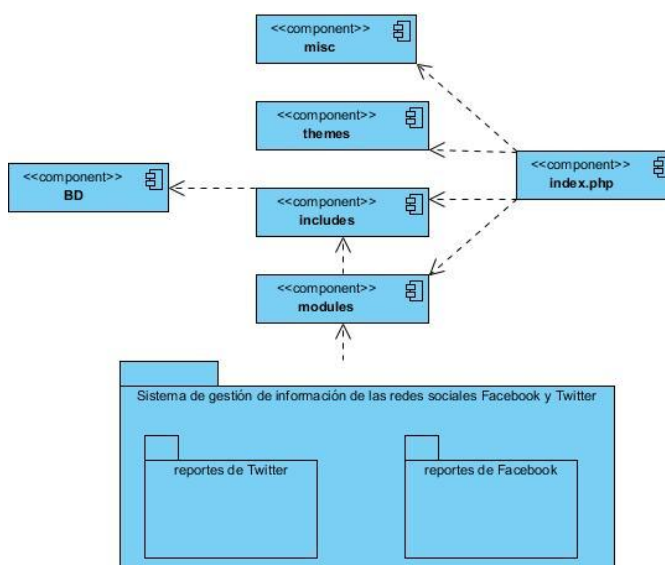 <<component>>
misc
<<component>>
themes
<<component>>
index.php
<<component>>
BD
<<component>>
includes
<<component>>
modules
Sistema de gestión de información de las redes sociales Facebook y Twitter
reportes de Twitter
reportes de Facebook